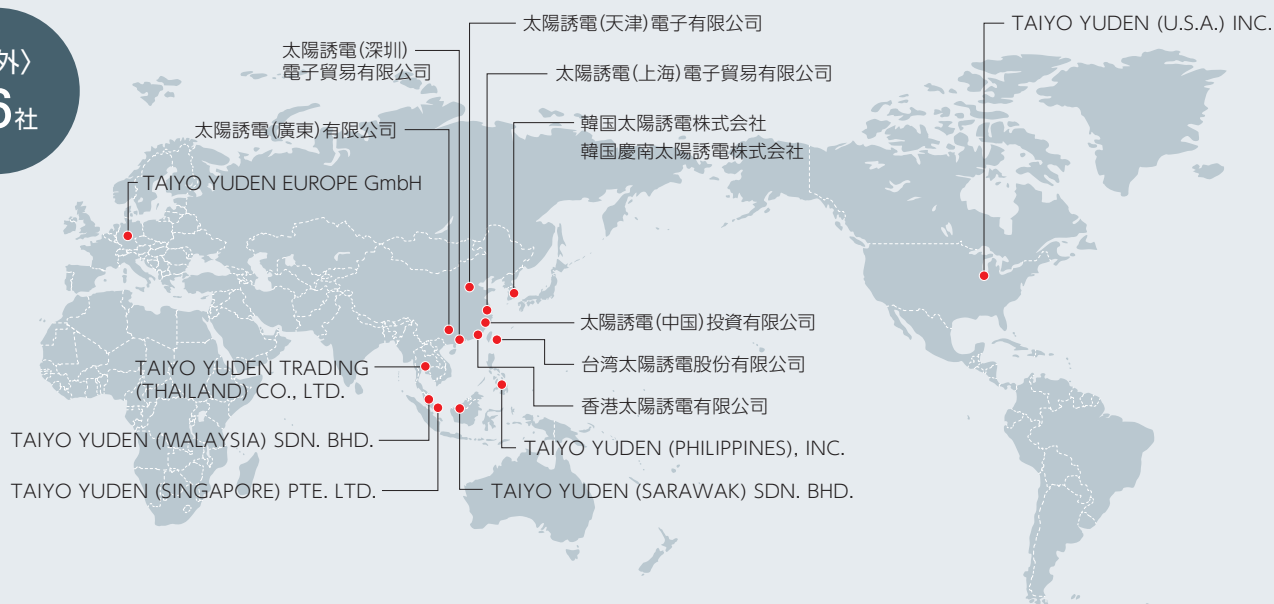 外〉
6社
太陽誘電(天津)電子有限公司
TAIYO YUDEN (U.S.A.) INC.
太陽誘電(深圳)
電子貿易有限公司
太陽誘電(上海)電子貿易有限公司
太陽誘電(廣東)有限公司
韓国太陽誘電株式会社
韓国慶南太陽誘電株式会社
TAIYO YUDEN EUROPE GmbH
太陽誘電(中国)投資有限公司
TAIYO YUDEN TRADING
(THAILAND) CO., LTD.
台湾太陽誘電股份有限公司
香港太陽誘電有限公司
TAIYO YUDEN (MALAYSIA) SDN. BHD.
TAIYO YUDEN (PHILIPPINES), INC.
TAIYO YUDEN (SINGAPORE) PTE. LTD.
TAIYO YUDEN (SARAWAK) SDN. BHD.